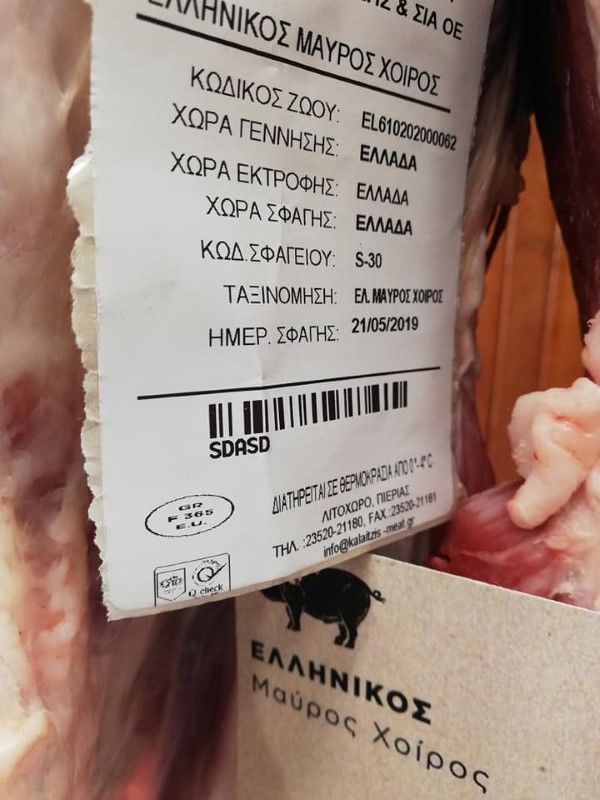 & ΣΙΑ ΟΕ
ΕΛΛΗΝΙΚΟΣ ΜΑΥΡΟΣ ΧΟΙΡΟΣ
ΚΩΔΙΚΟΣ ΖΩΟΥ: EL610202000062
ΧΩΡΑ ΓΕΝΝΗΣΗΣ: ΕΛΛΑΔΑ
ΧΩΡΑ ΕΚΤΡΟΦΗΣ: ΕΛΛΑΔΑ
ΧΩΡΑ ΣΦΑΓΗΣ: ΕΛΛΑΔΑ
ΚΩΔ.ΣΦΑΓΕΙΟΥ: S-30
ΤΑΞΙΝΟΜΗΣΗ: ΕΛ. ΜΑΥΡΟΣ ΧΟΙΡΟΣ
ΗΜΕΡ. ΣΦΑΓΗΣ: 21/05/2019
SDASD
ΔΙΑΤΗΡΕΙΤΑΙ ΣΕ ΘΕΡΜΟΚΡΑΣΙΑ ΑΠΟ 0°-4° C
ΛΙΤΟΧΩΡΟ, ΠΙΕΡΙΑΣ
ΤΗΛ. :23520-21180, FAX.:23520-21181
info@kalaitzis-meat.gr
GR
F 365
E.U.
Q check
ΕΛΛΗΝΙΚΟΣ
Μαύρος Χοίρος